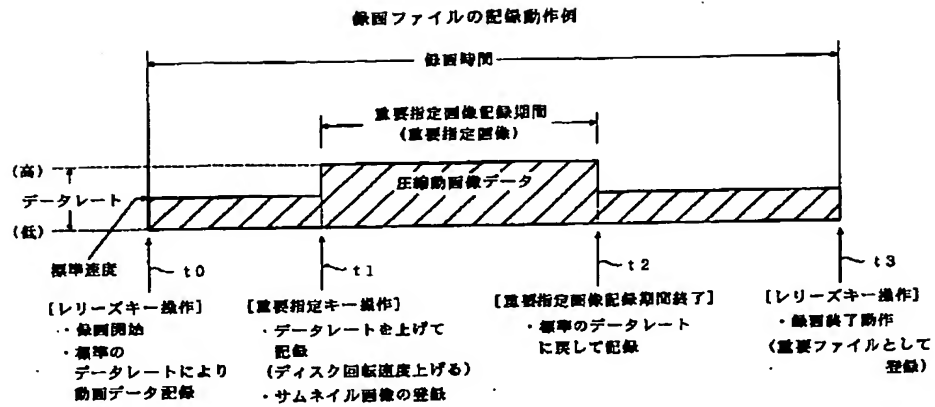 録画ファイルの記録動作例
録画時間
重要指定画像記録期間
(重要指定画像)
(高)
圧縮動画像データ
データレート
(低)
標準速度
t0
t1
t2
t3
[レリーズキー操作]
・録画開始
・標準の
データレートにより
動画データ記録
[重要指定キー操作]
・データレートを上げて
記録
(ディスク回転速度上げる)
・サムネイル画像の登録
[重要指定画像記録期間終了]
・標準のデータレート
に戻して記録
[レリーズキー操作]
・録画終了動作
(重要ファイルとして
登録)